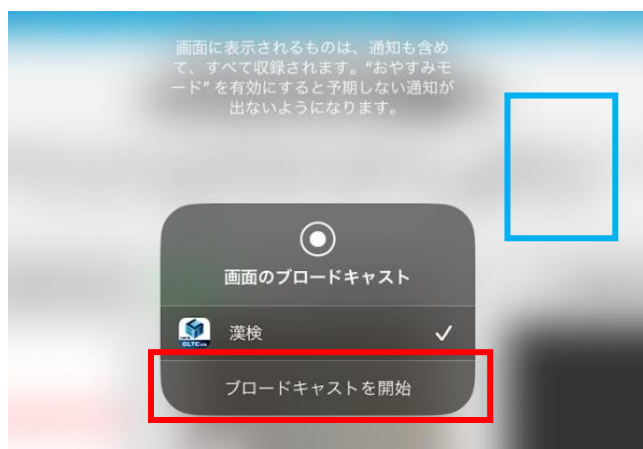 画面に表示されるものは、通知も含め
て、すべて収録されます。“おやすみモ
ード” を有効にすると予期しない通知が
出ないようになります。
画面のブロードキャスト
漢検
ブロードキャストを開始